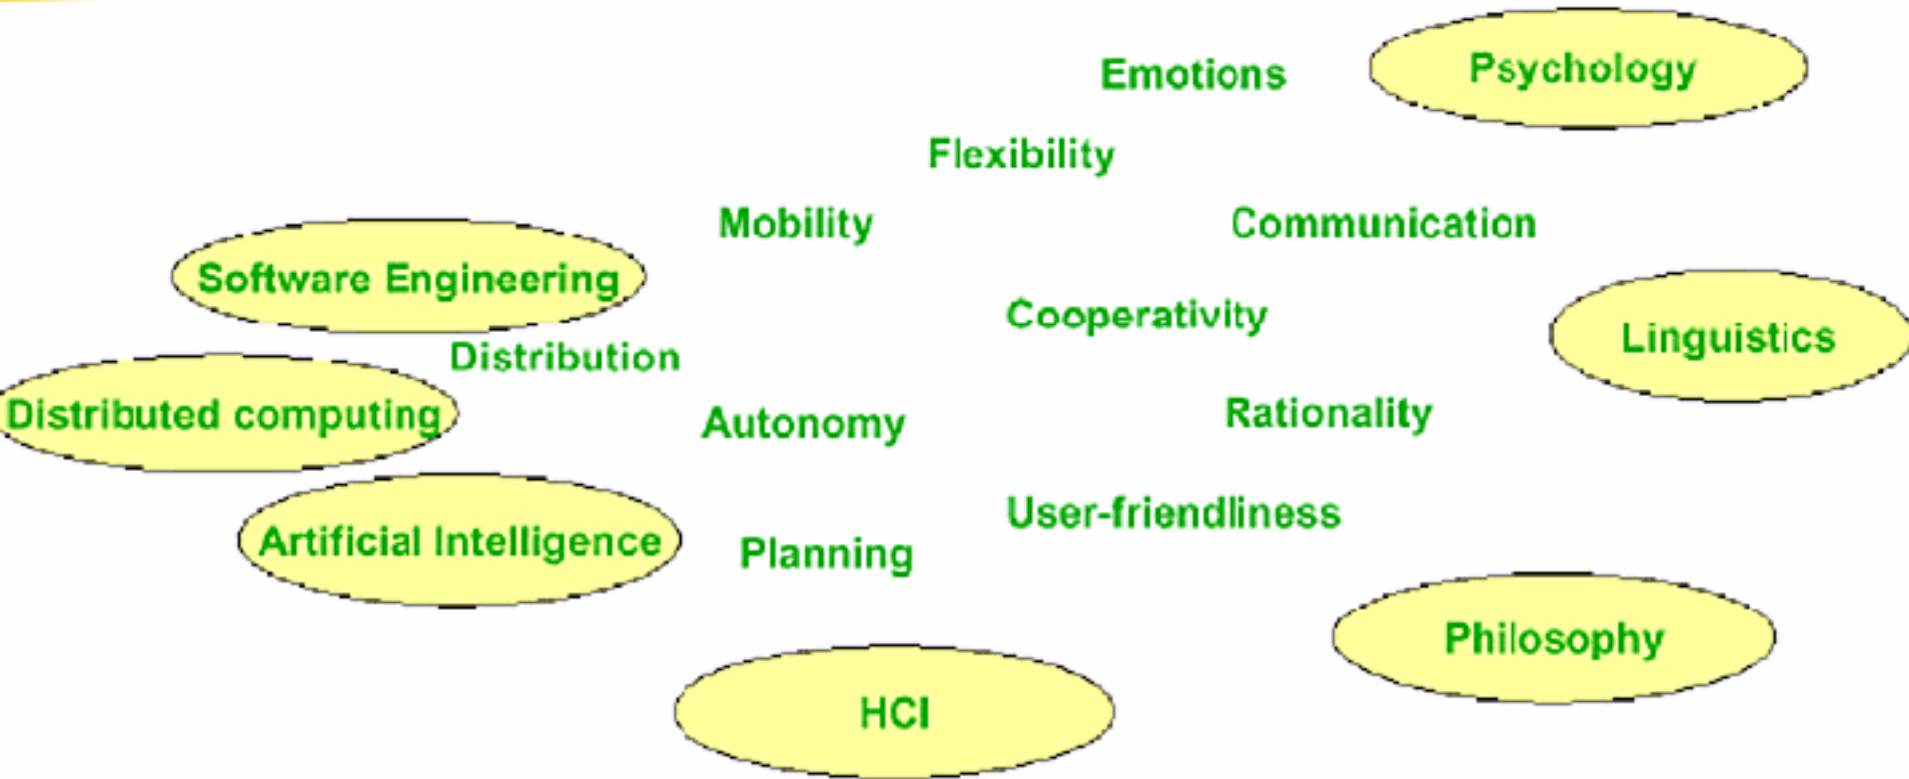 Psychology
Emotions
Flexibility
Mobility
Communication
Software Engineering
Cooperativity
Linguistics
Distribution
Distributed computing
Autonomy
Rationality
User-friendliness
Artificial Intelligence
Planning
Philosophy
HCI